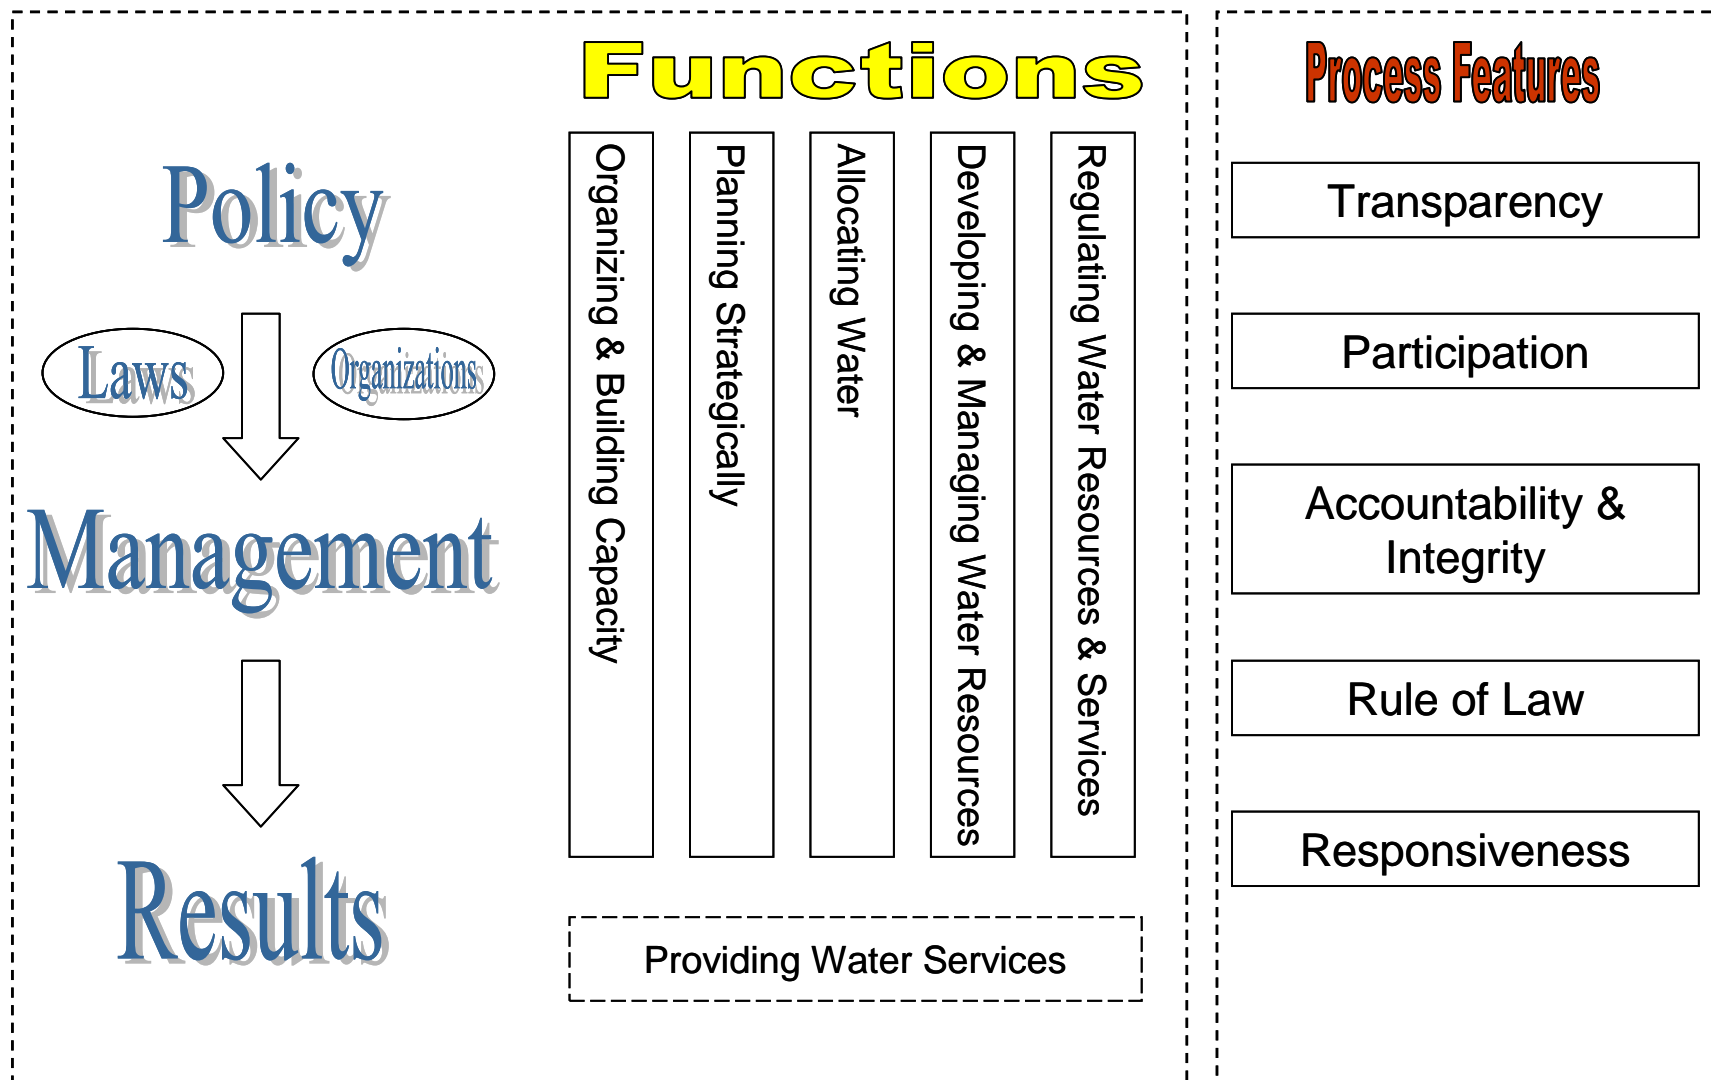 Functions
Process Features
Policy
Laws
Organizations
Management
Results
Organizing & Building Capacity
Planning Strategically
Allocating Water
Developing & Managing Water Resources
Regulating Water Resources & Services
Providing Water Services
Transparency
Participation
Accountability &
Integrity
Rule of Law
Responsiveness